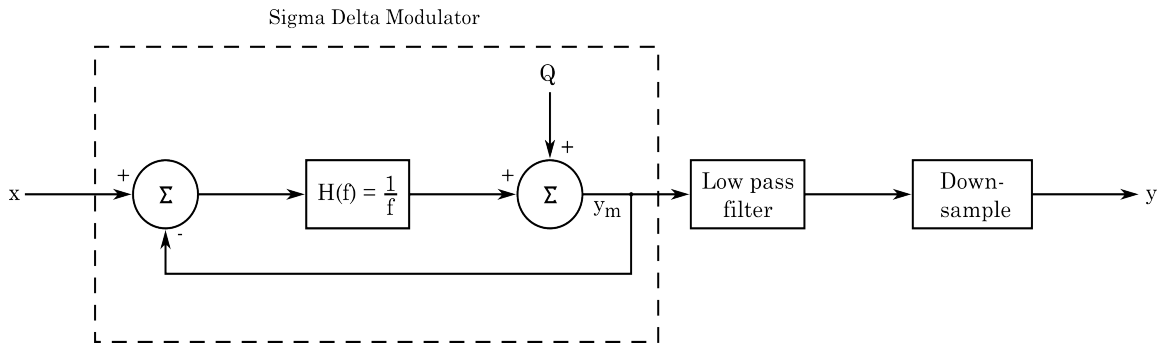 Sigma Delta Modulator
Q
+
+
+
x
Σ
H(f) = 1/f
Σ
y_m
-
Low pass
filter
Down-
sample
y